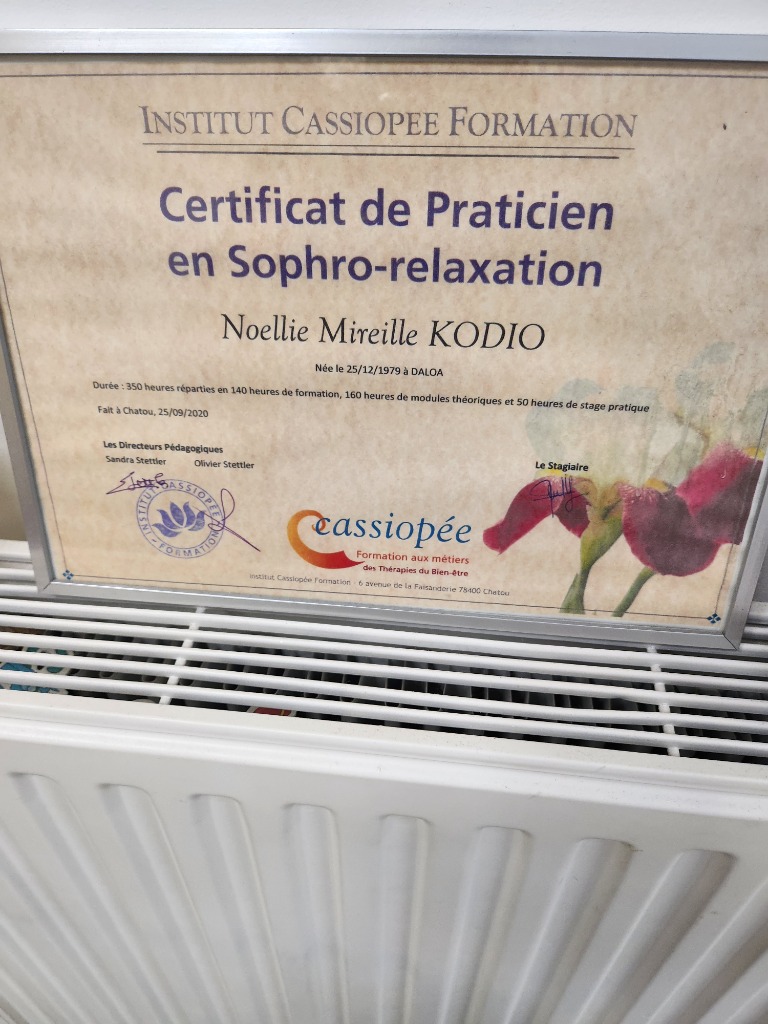 INSTITUT CASSIOPEE FORMATION
Certificat de Praticien
en Sophro-relaxation
Noellie Mireille KODIO
Née le 25/12/1979 à DALOA
Durée : 350 heures réparties en 140 heures de formation, 160 heures de modules théoriques et 50 heures de stage pratique
Fait à Chatou, 25/09/2020
Les Directeurs Pédagogiques
Sandra Stettler Olivier Stettler
Le Stagiaire
INSTITUT CASSIOPÉE
FORMATION
cassiopée
Formation aux métiers
des Thérapies du Bien-être
Institut Cassiopée Formation - 6 avenue de la Faisanderie 78400 Chatou